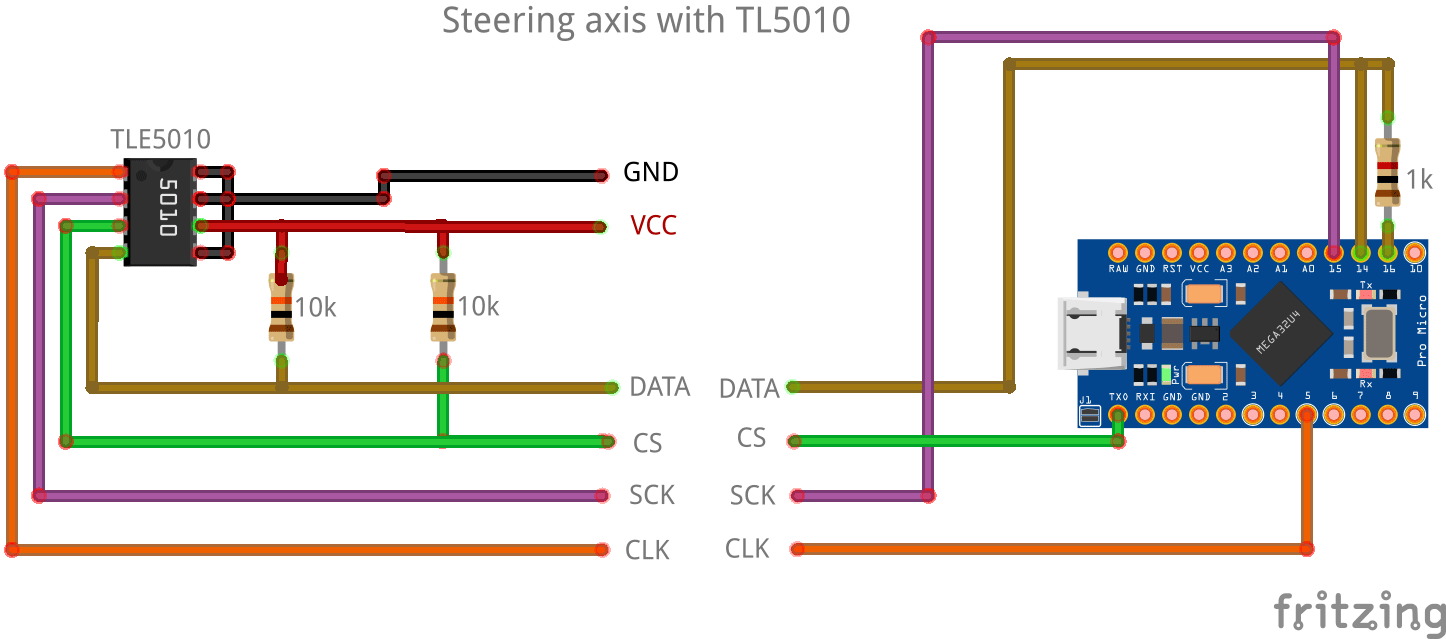 Steering axis with TL5010
TLE5010
5010
GND
VCC
10k
10k
DATA
CS
SCK
CLK
DATA
CS
SCK
CLK
1k
RAW GND RST VCC A3 A2 A1 A0 15 14 16 10
Tx
MEGA32U4
Pro Micro
Pwr
Rx
J1
TXO RXI GND GND 2 3 4 5 6 7 8 9
fritzing